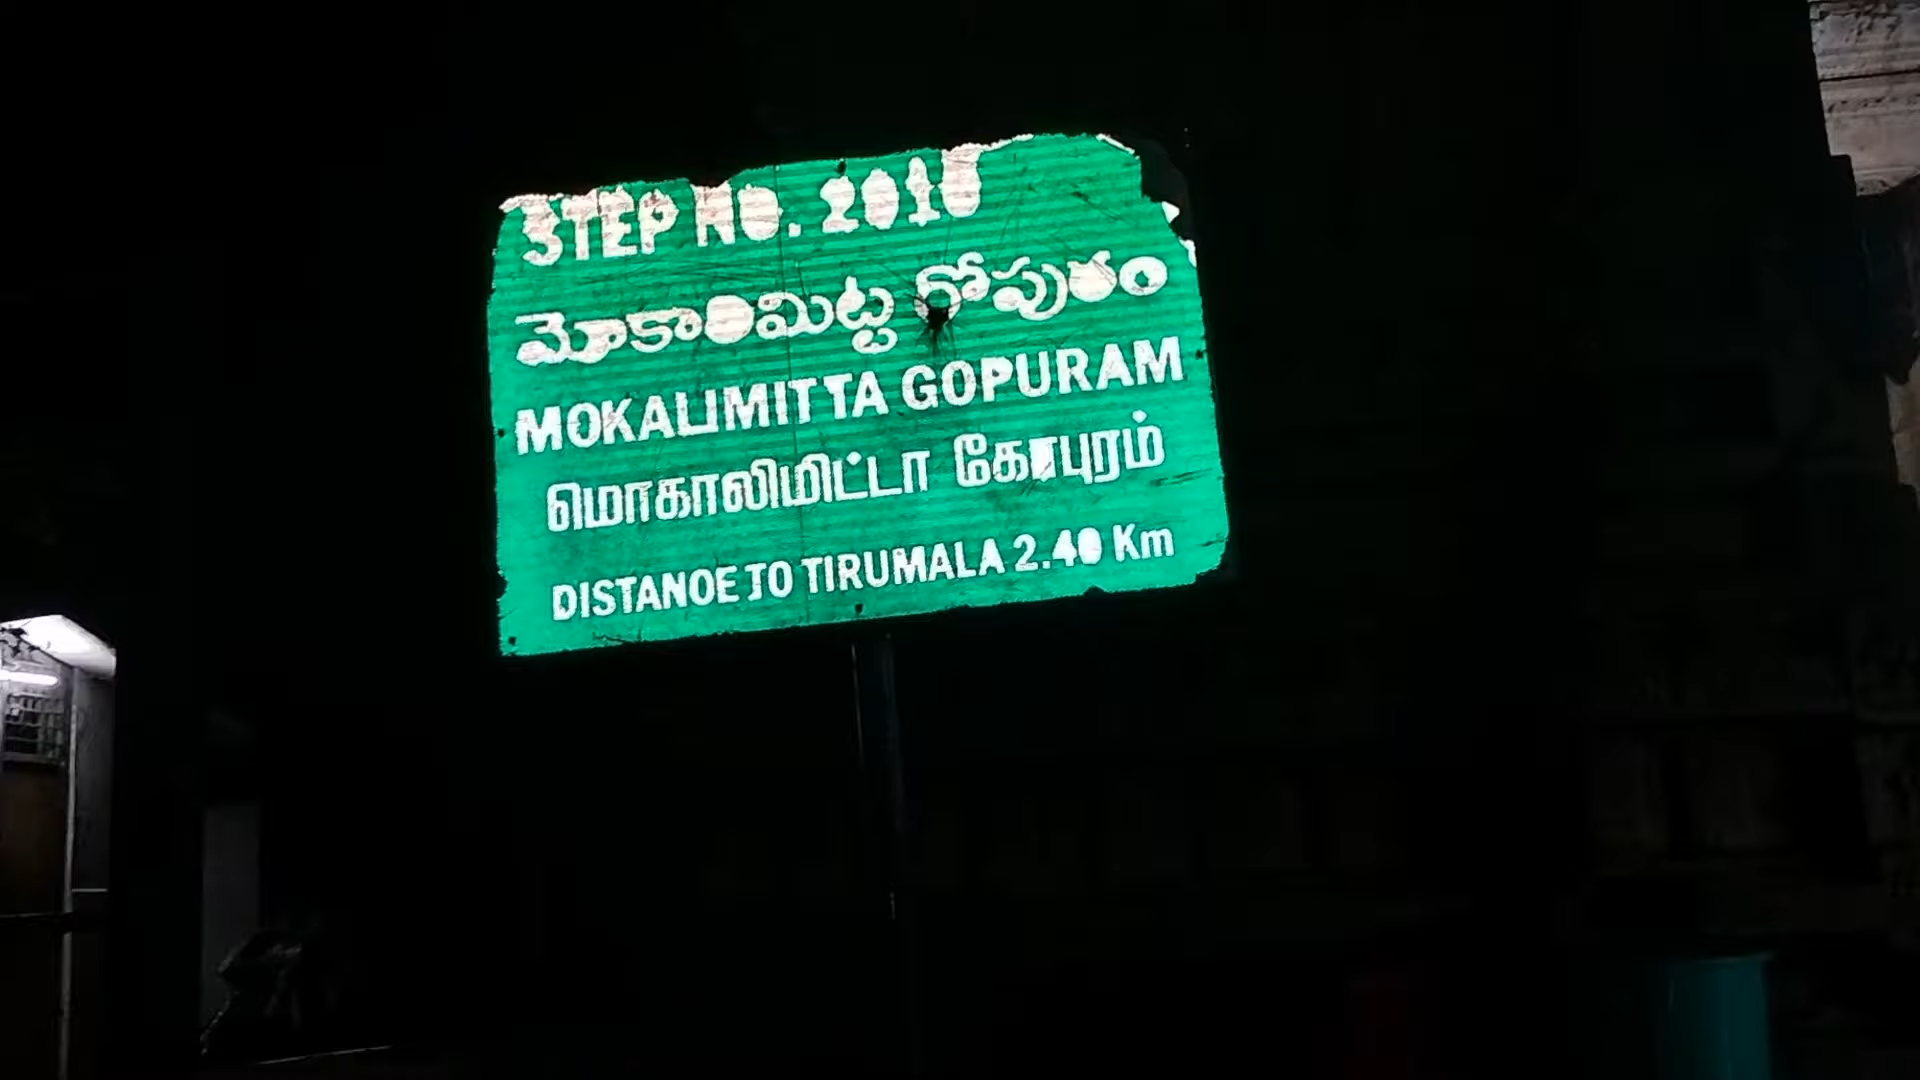 STEP NO. 2010
మోకాలిమిట్ట గోపురం
MOKALIMITTA GOPURAM
மொகாலிமிட்டா கோபுரம்
DISTANCE TO TIRUMALA 2.40 Km